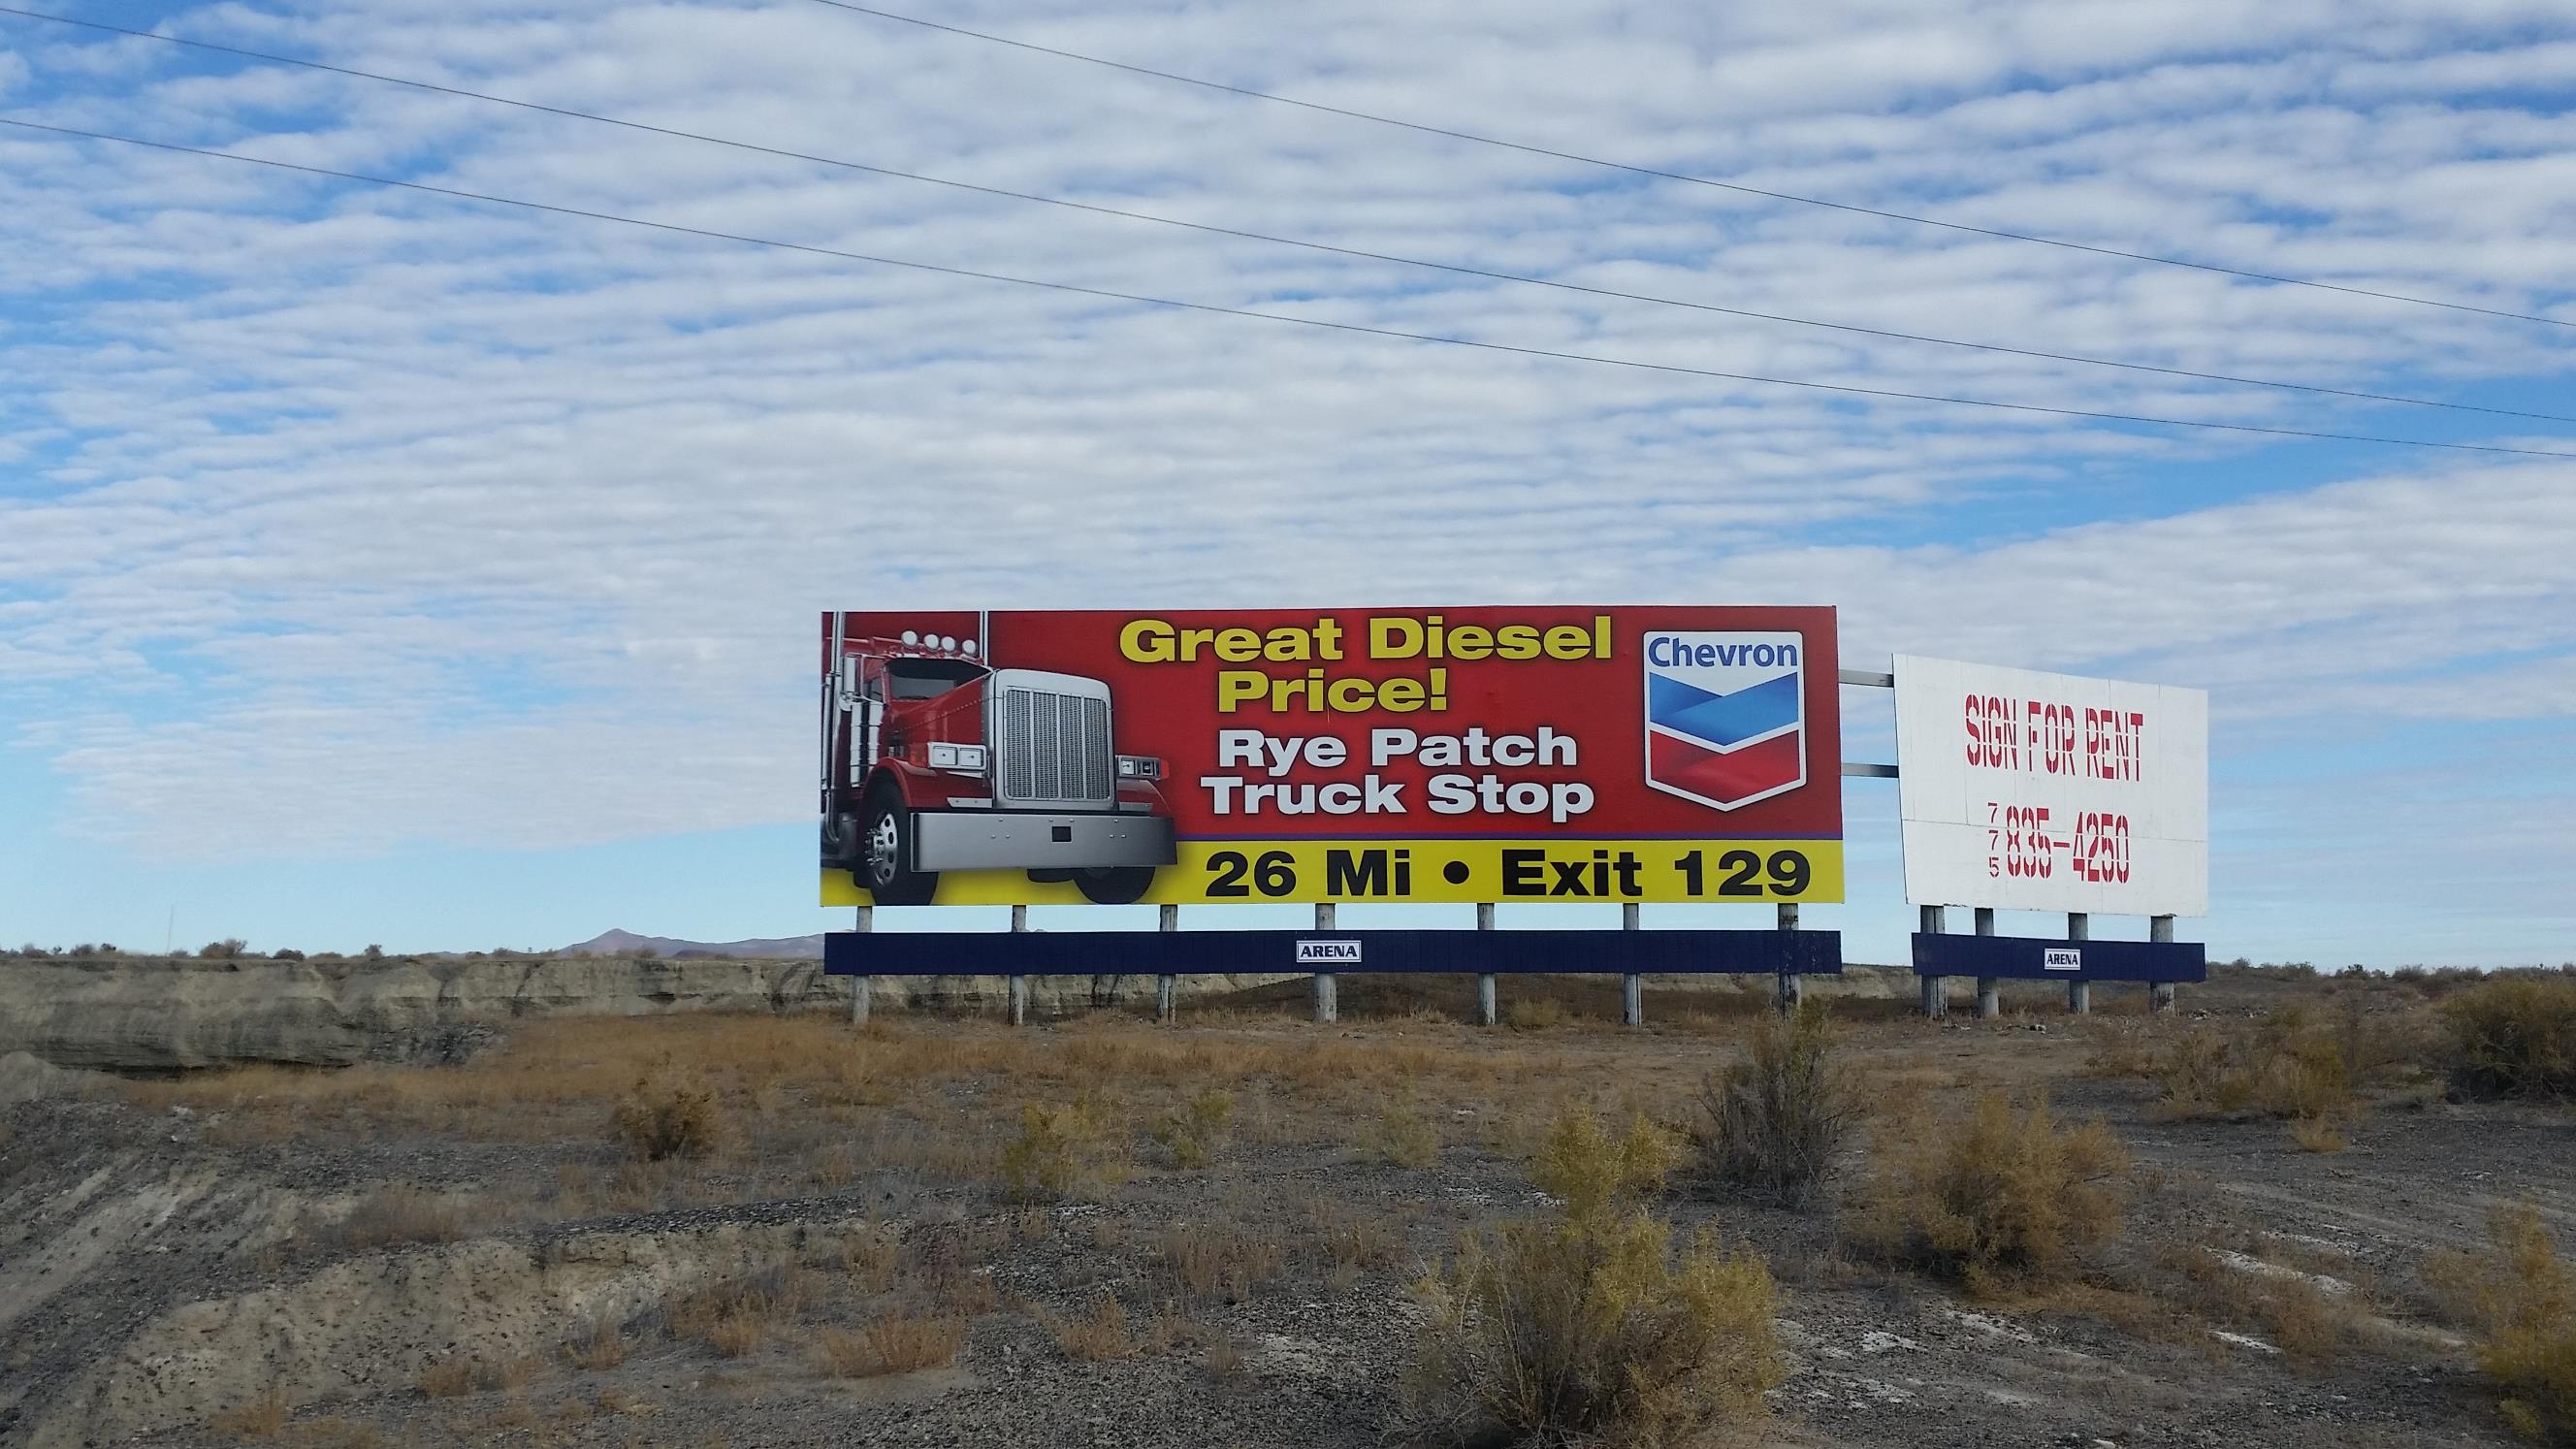 Great Diesel
Price!
Rye Patch
Truck Stop
Chevron
26 Mi • Exit 129
ARENA
SIGN FOR RENT
775 835-4250
ARENA